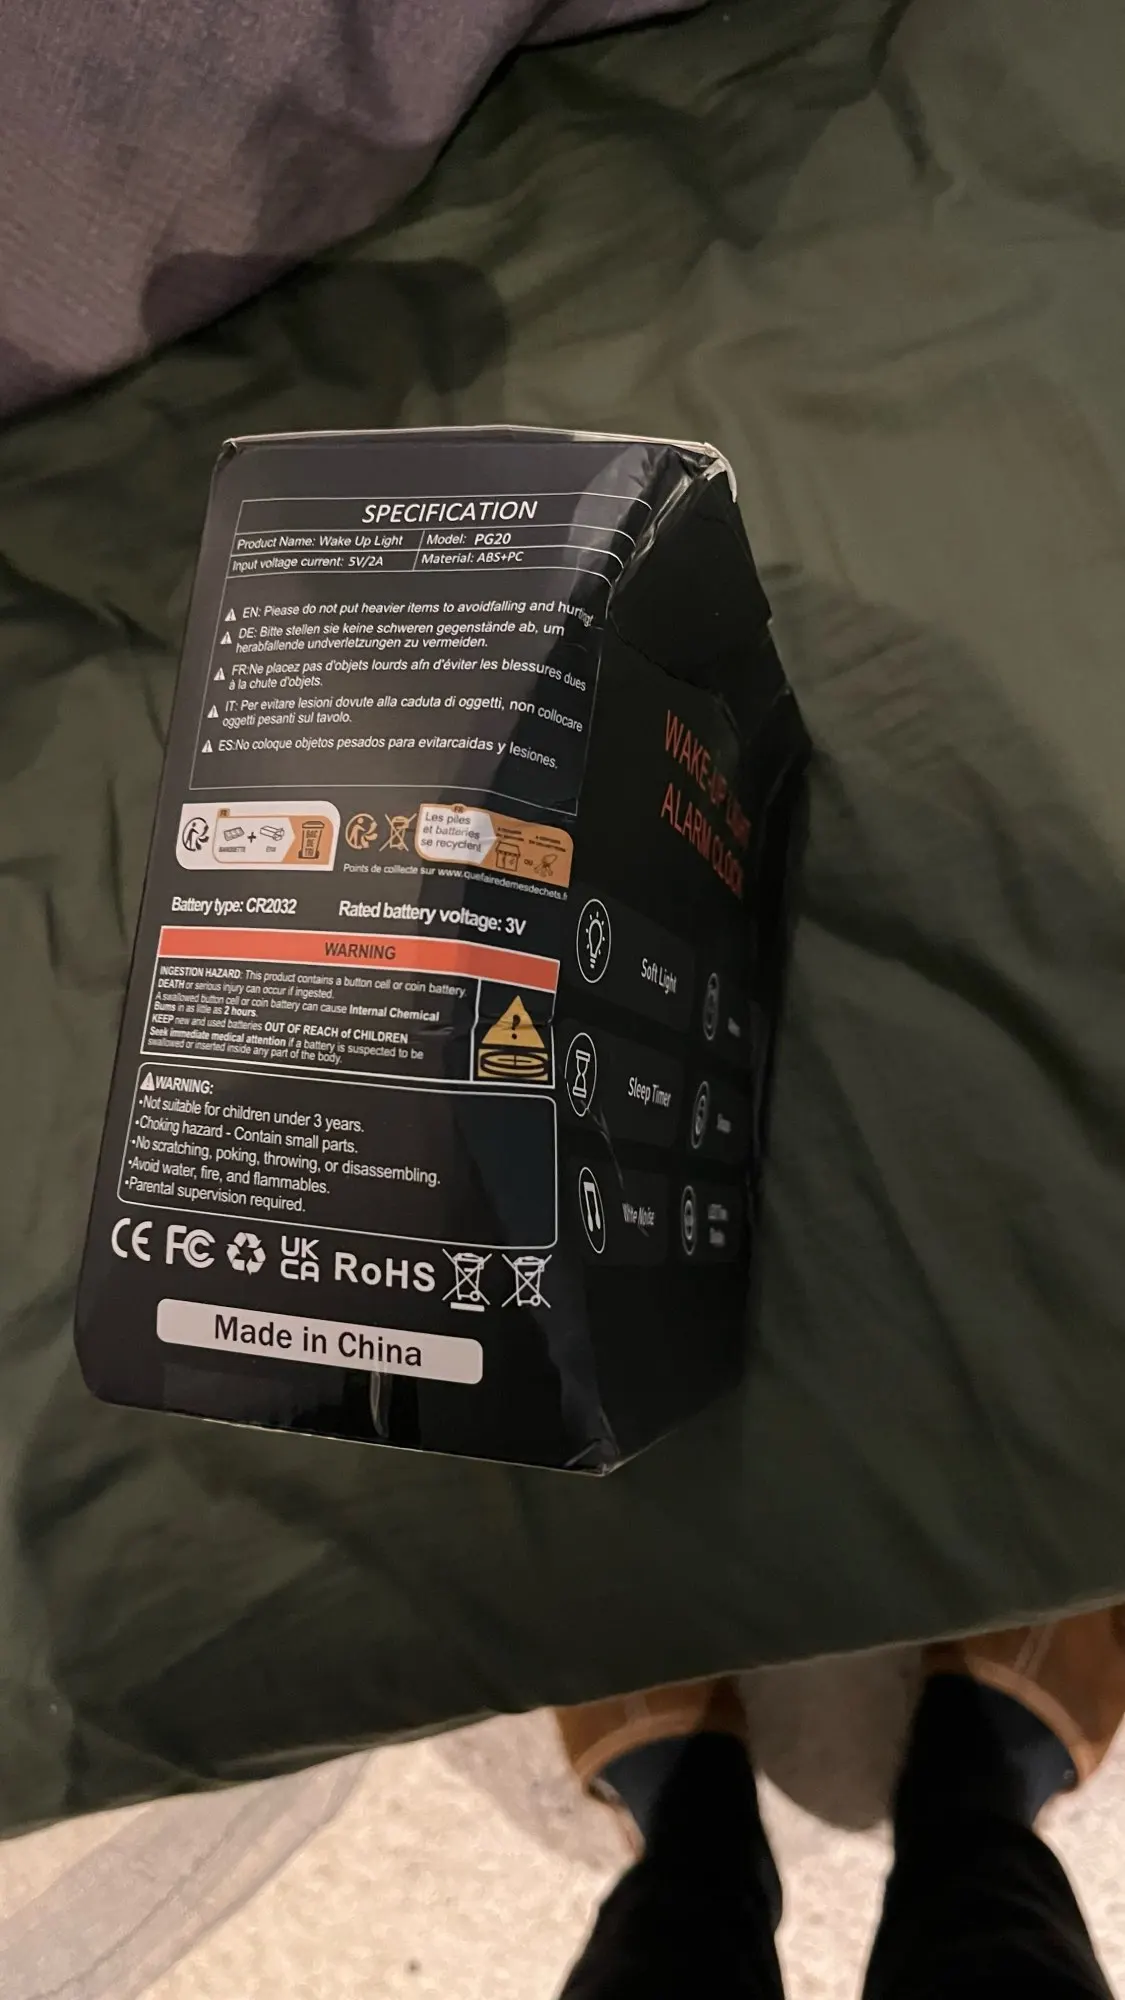 SPECIFICATION
Product Name: Wake Up Light Model: PG20
Input voltage current: 5V/2A Material: ABS+PC
EN: Please do not put heavier items to avoidfalling and hurting!
DE: Bitte stellen sie keine schweren gegenstände ab, um
herabfallende undverletzungen zu vermeiden.
FR:Ne placez pas d'objets lourds afn d'éviter les blessures dues
à la chute d'objets.
IT: Per evitare lesioni dovute alla caduta di oggetti, non collocare
oggetti pesanti sul tavolo.
ES:No coloque objetos pesados para evitarcaidas y lesiones.
FR
+
BAC
DE
TRI
FR
Les piles
et batteries
se recyclent
OU
Points de collecte sur www.quefairedemesdechets.fr
Battery type: CR2032 Rated battery voltage: 3V
WARNING
INGESTION HAZARD: This product contains a button cell or coin battery.
DEATH or serious injury can occur if ingested.
A swallowed button cell or coin battery can cause Internal Chemical
Burns in as little as 2 hours.
KEEP new and used batteries OUT OF REACH of CHILDREN
Seek immediate medical attention if a battery is suspected to be
swallowed or inserted inside any part of the body.
WARNING:
•Not suitable for children under 3 years.
•Choking hazard - Contain small parts.
•No scratching, poking, throwing, or disassembling.
•Avoid water, fire, and flammables.
•Parental supervision required.
CE FC UK
CA RoHS
Made in China
WAKE-UP LIGHT
ALARM CLOCK
Soft Light
Sleep Timer
Noise